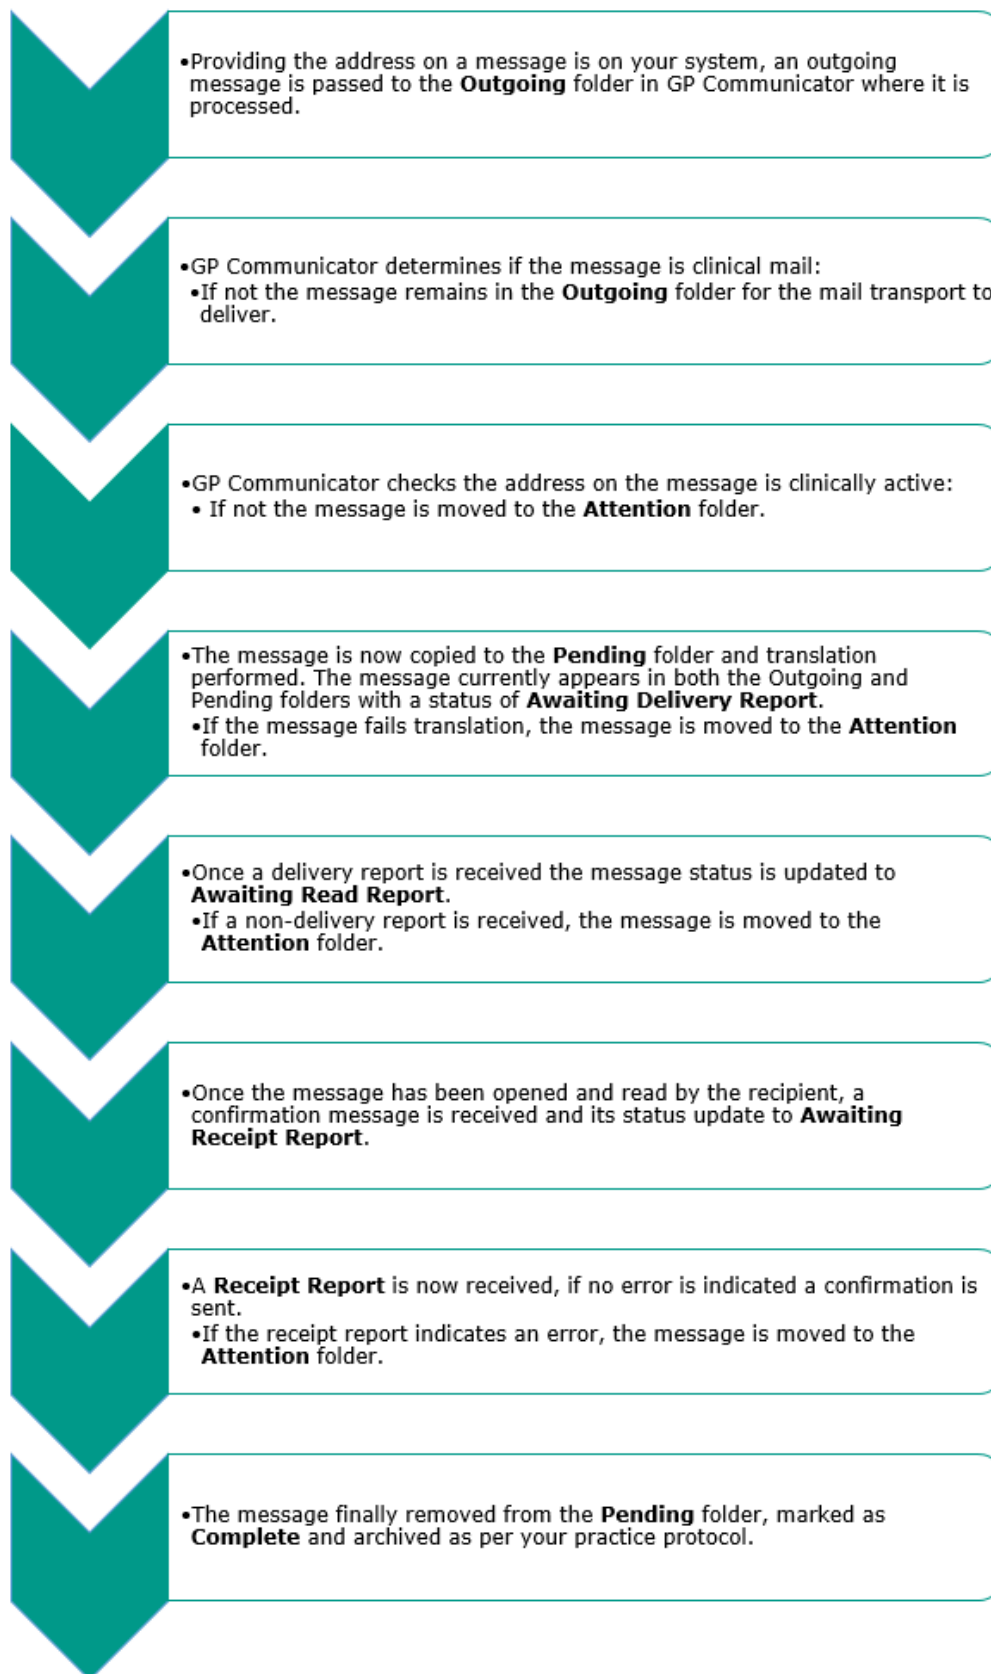 •Providing the address on a message is on your system, an outgoing
message is passed to the Outgoing folder in GP Communicator where it is
processed.
•GP Communicator determines if the message is clinical mail:
•If not the message remains in the Outgoing folder for the mail transport to
deliver.
•GP Communicator checks the address on the message is clinically active:
• If not the message is moved to the Attention folder.
•The message is now copied to the Pending folder and translation
performed. The message currently appears in both the Outgoing and
Pending folders with a status of Awaiting Delivery Report.
•If the message fails translation, the message is moved to the Attention
folder.
•Once a delivery report is received the message status is updated to
Awaiting Read Report.
•If a non-delivery report is received, the message is moved to the
Attention folder.
•Once the message has been opened and read by the recipient, a
confirmation message is received and its status update to Awaiting
Receipt Report.
•A Receipt Report is now received, if no error is indicated a confirmation is
sent.
•If the receipt report indicates an error, the message is moved to the
Attention folder.
•The message finally removed from the Pending folder, marked as
Complete and archived as per your practice protocol.